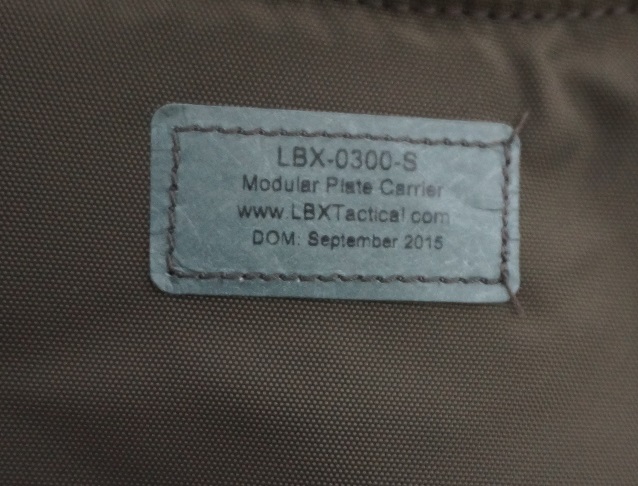 LBX-0300-S
Modular Plate Carrier
www.LBXTactical.com
DOM: September 2015